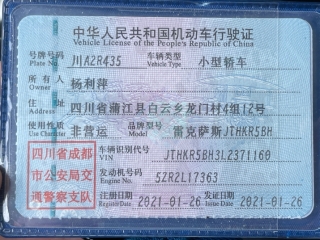 中华人民共和国机动车行驶证
Vehicle License of the People's Republic of China
号牌号码 川A2R435 车辆类型 小型轿车
Plate No. Vehicle Type
所有人 杨利萍
Owner
住址 四川省蒲江县白云乡龙门村4组12号
Address
使用性质 非营运 品牌型号 雷克萨斯JTHKR5BH
Use Character Model
四川省成都
市公安局交
通警察支队
车辆识别代号 JTHKR5BH3L2371160
VIN
发动机号码 5ZR2L17363
Engine No.
注册日期 2021-01-26 发证日期 2021-01-26
Register Date Issue Date